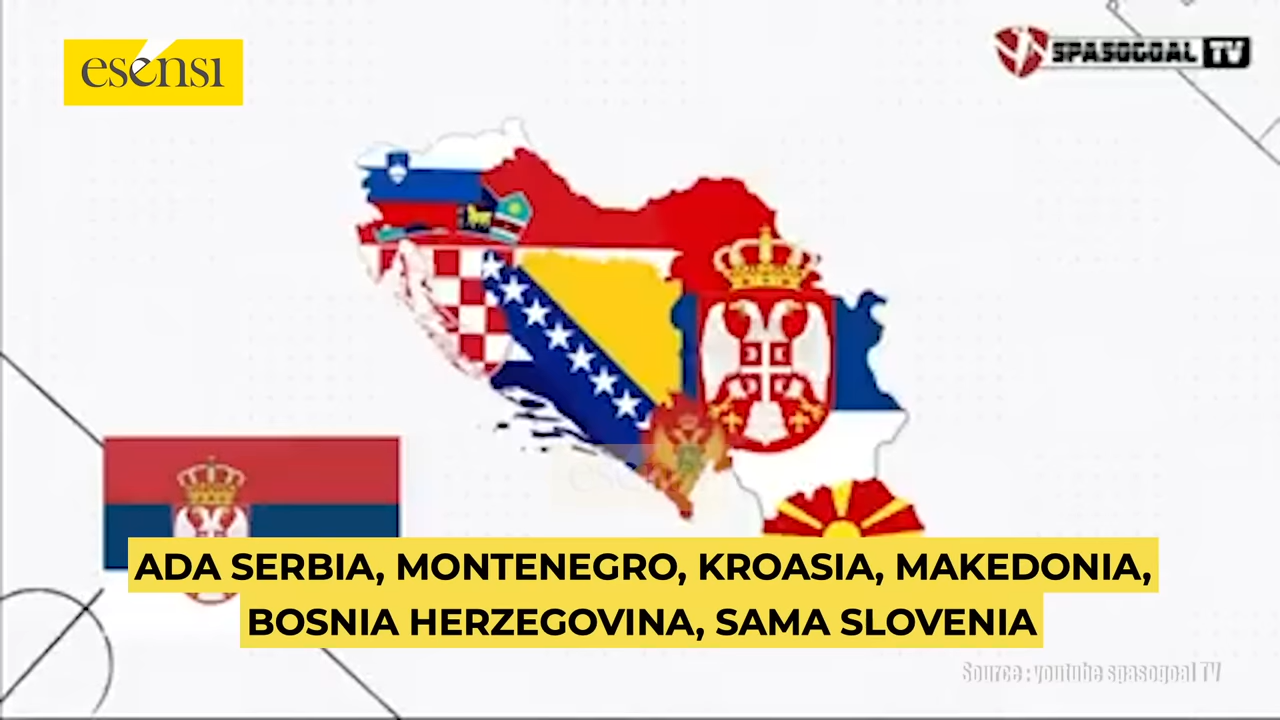 esensi
SPASOGOAL TV
ADA SERBIA, MONTENEGRO, KROASIA, MAKEDONIA,
BOSNIA HERZEGOVINA, SAMA SLOVENIA
Source : youtube spasogoal TV